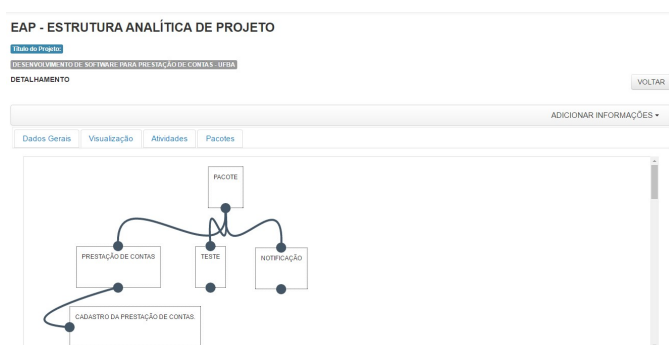 EAP - ESTRUTURA ANALÍTICA DE PROJETO
Título do Projeto:
DESENVOLVIMENTO DE SOFTWARE PARA PRESTAÇÃO DE CONTAS - UFBA
DETALHAMENTO
VOLTAR
ADICIONAR INFORMAÇÕES
Dados Gerais Visualização Atividades Pacotes
PACOTE
PRESTAÇÃO DE CONTAS TESTE NOTIFICAÇÃO
CADASTRO DA PRESTAÇÃO DE CONTAS